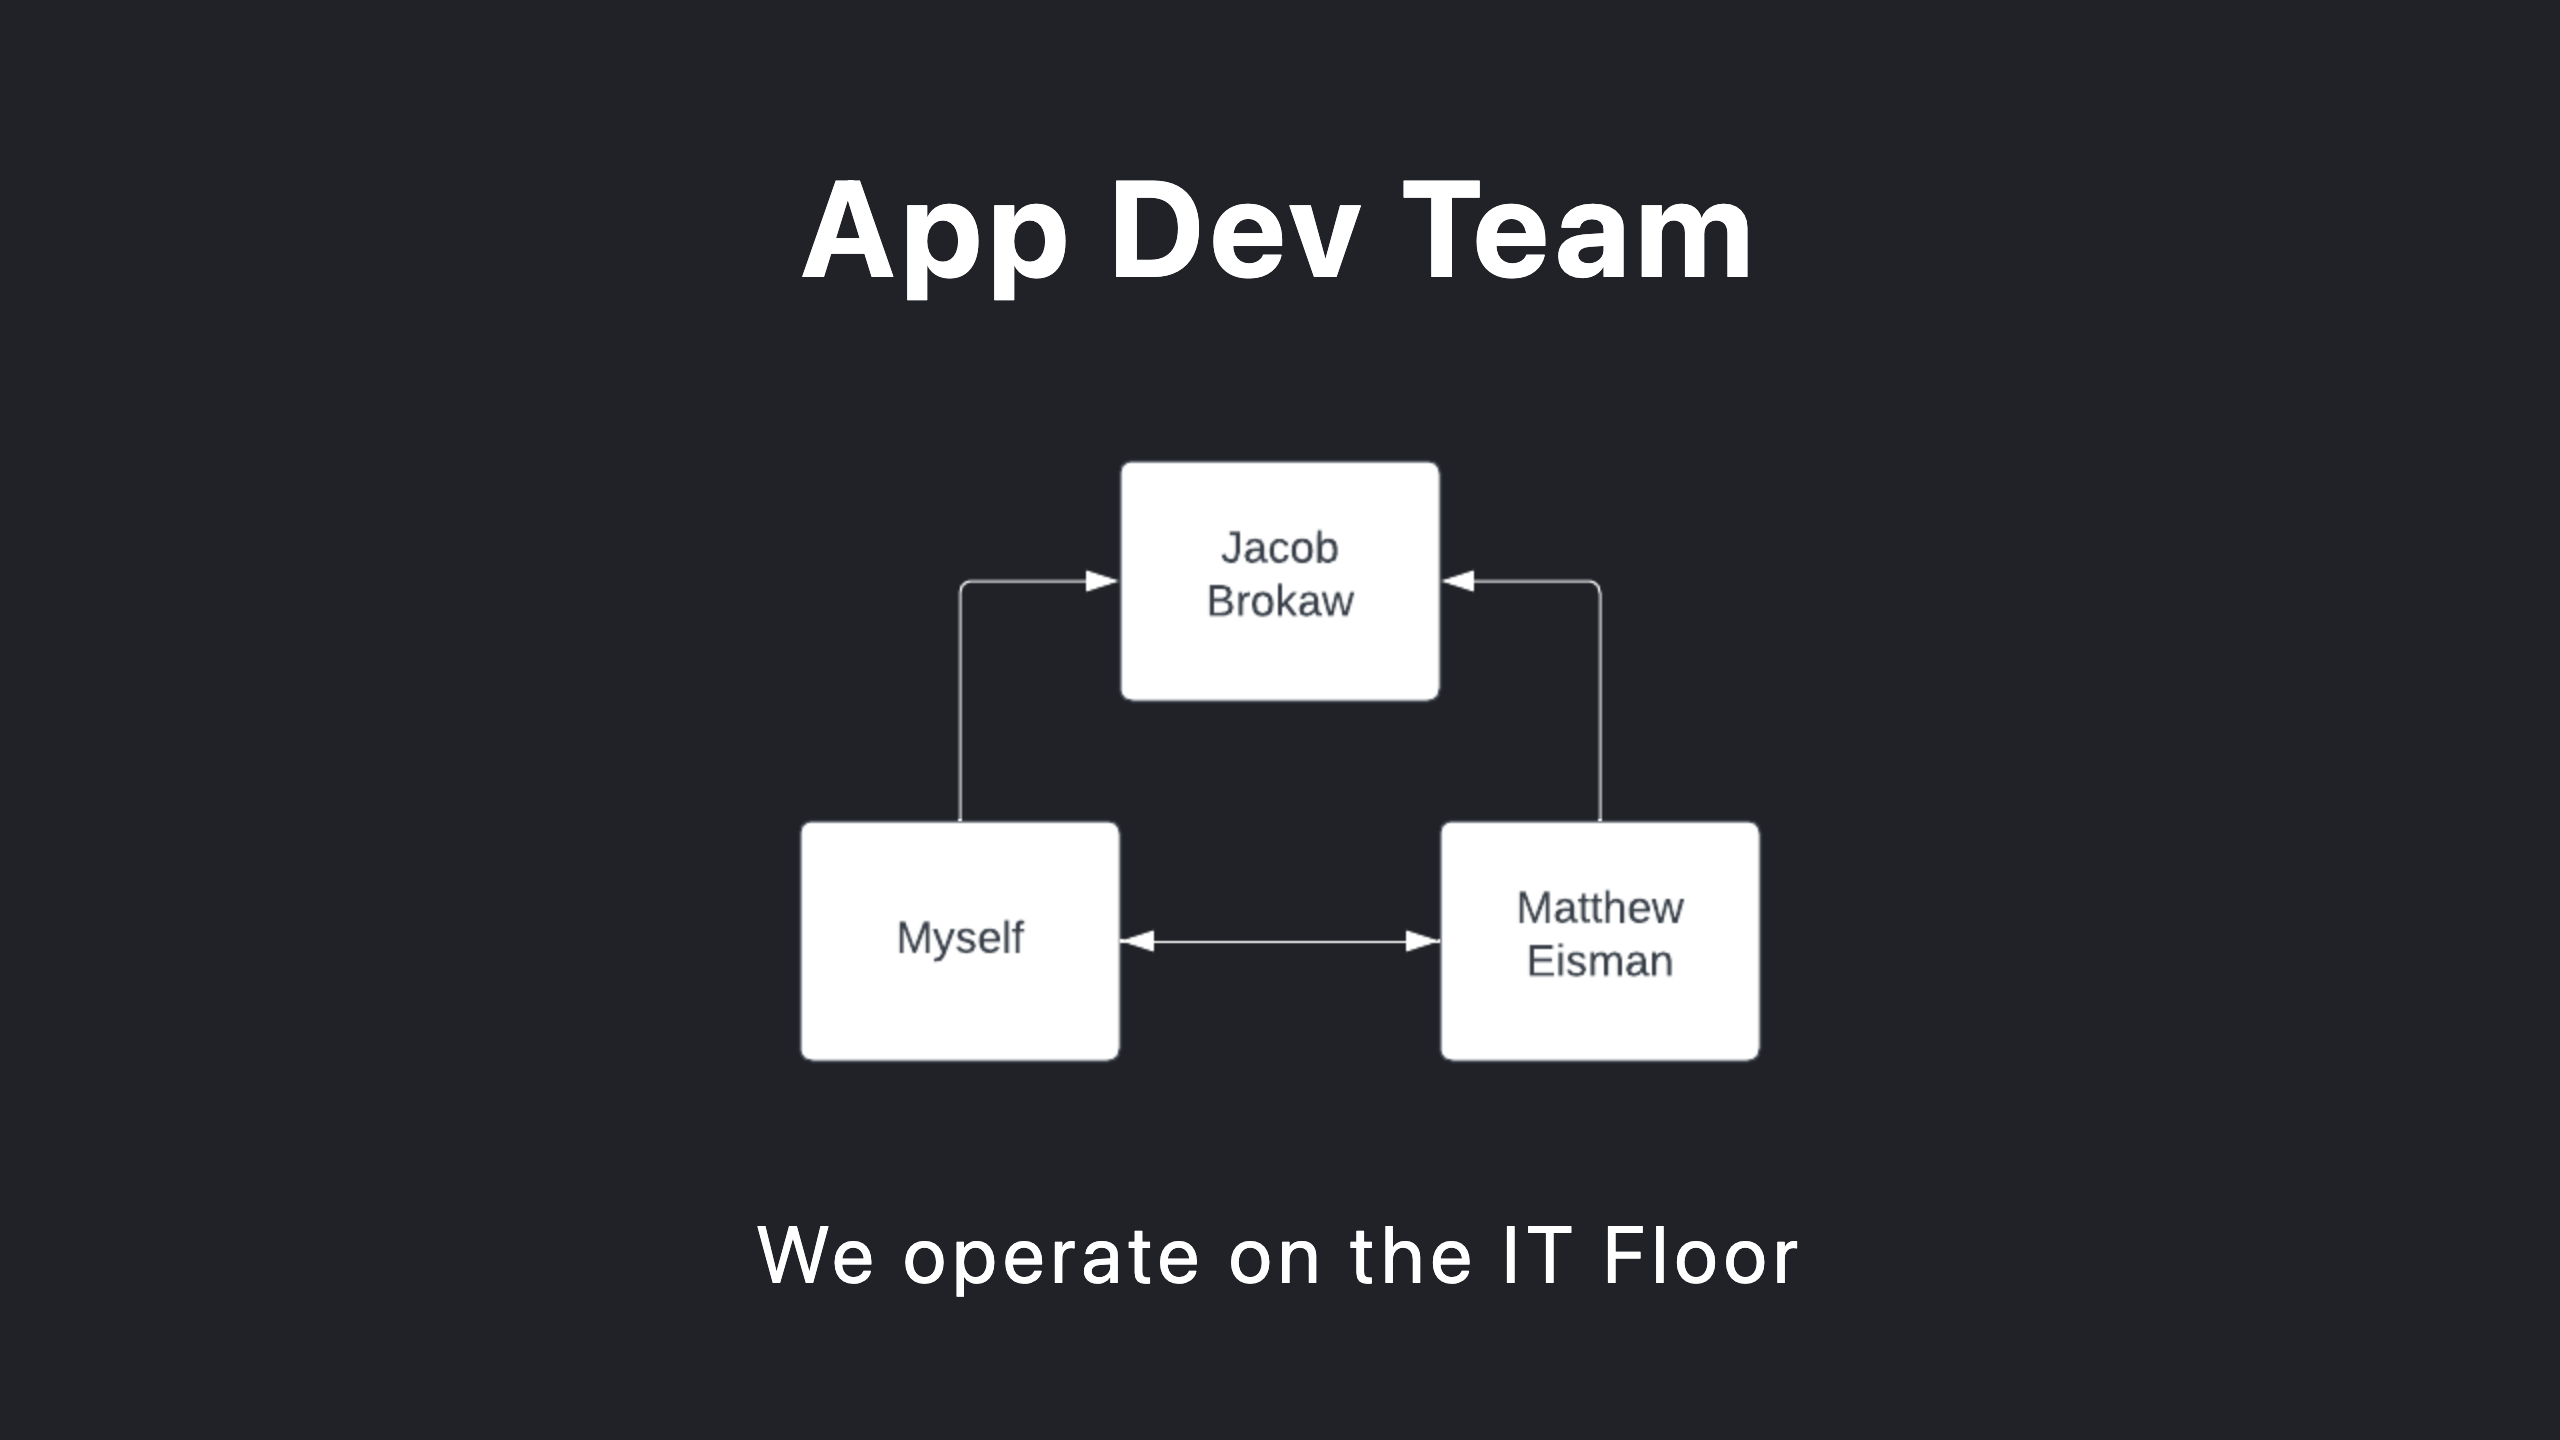 App Dev Team
Jacob
Brokaw
Myself
Matthew
Eisman
We operate on the IT Floor